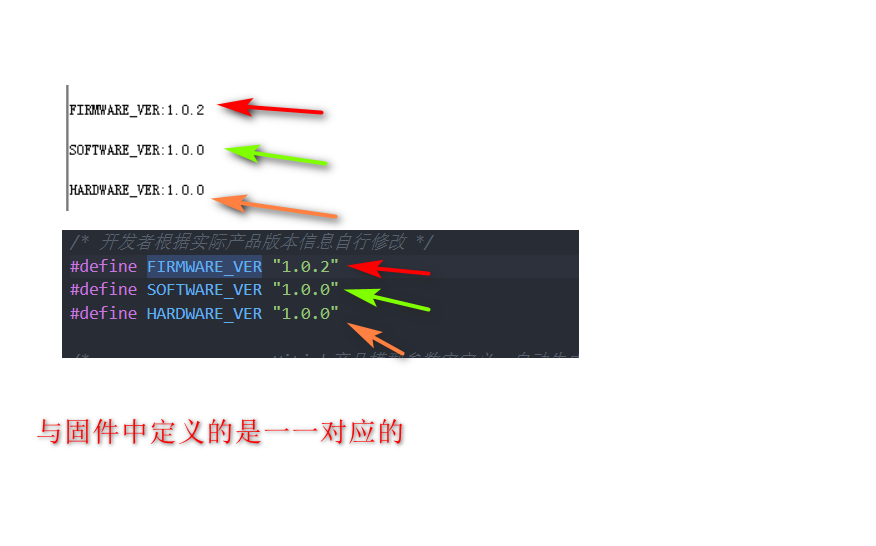 FIRMWARE_VER:1.0.2
SOFTWARE_VER:1.0.0
HARDWARE_VER:1.0.0
/* 开发者根据实际产品版本信息自行修改 */
#define FIRMWARE_VER "1.0.2"
#define SOFTWARE_VER "1.0.0"
#define HARDWARE_VER "1.0.0"
与固件中定义的是一一对应的